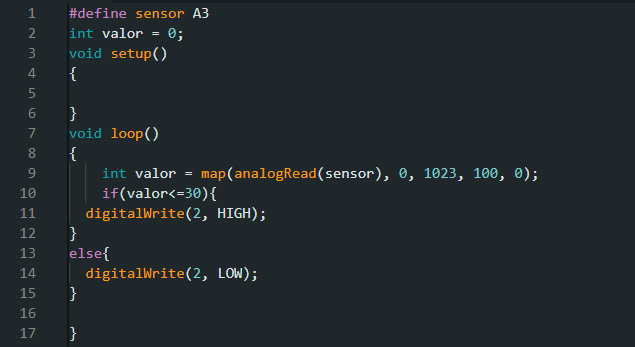 1 #define sensor A3
2 int valor = 0;
3 void setup()
4 {
5
6 }
7 void loop()
8 {
9 int valor = map(analogRead(sensor), 0, 1023, 100, 0);
10 if(valor<=30){
11 digitalWrite(2, HIGH);
12 }
13 else{
14 digitalWrite(2, LOW);
15 }
16
17 }